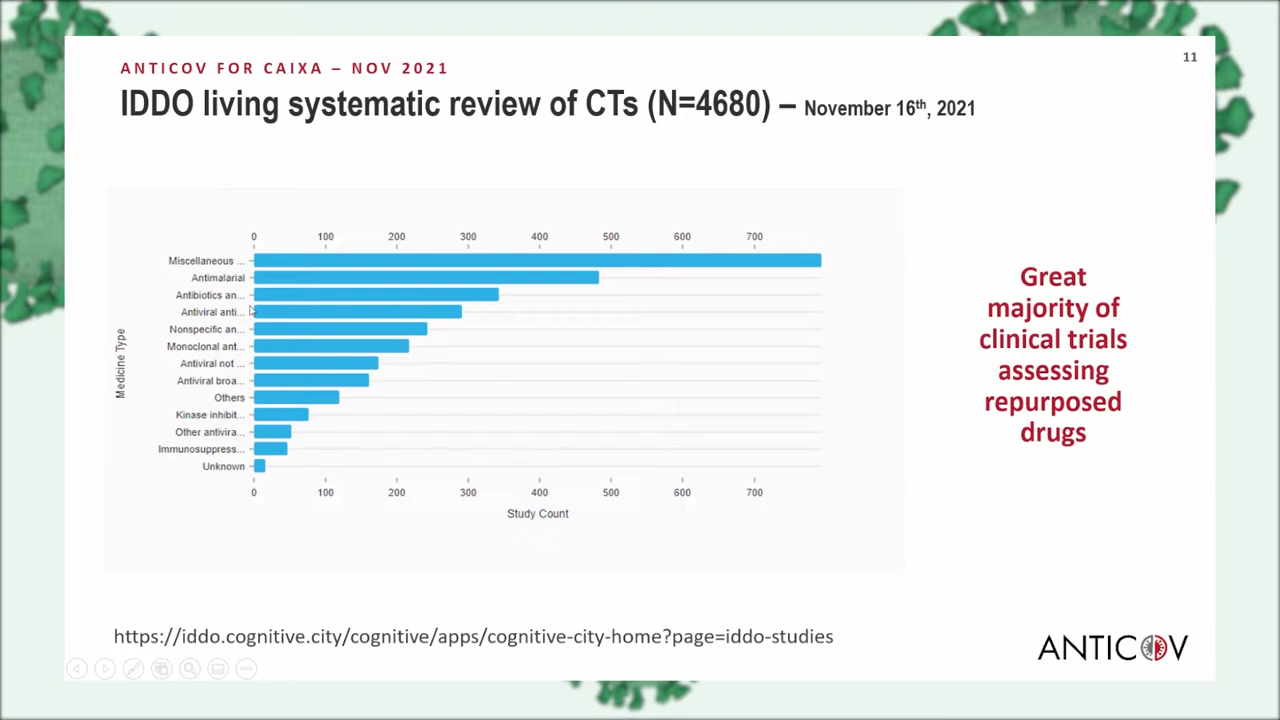 ANTICOV FOR CAIXA – NOV 2021
11
IDDO living systematic review of CTs (N=4680) – November 16th, 2021
0 100 200 300 400 500 600 700
Miscellaneous ...
Antimalarial
Antibiotics an...
Antiviral anti...
Nonspecific an...
Monoclonal ant...
Antiviral not ...
Antiviral broa...
Others
Kinase inhibit...
Other antivira...
Immunosuppress...
Unknown
Medicine Type
0 100 200 300 400 500 600 700
Study Count
Great
majority of
clinical trials
assessing
repurposed
drugs
https://iddo.cognitive.city/cognitive/apps/cognitive-city-home?page=iddo-studies
ANTICOV